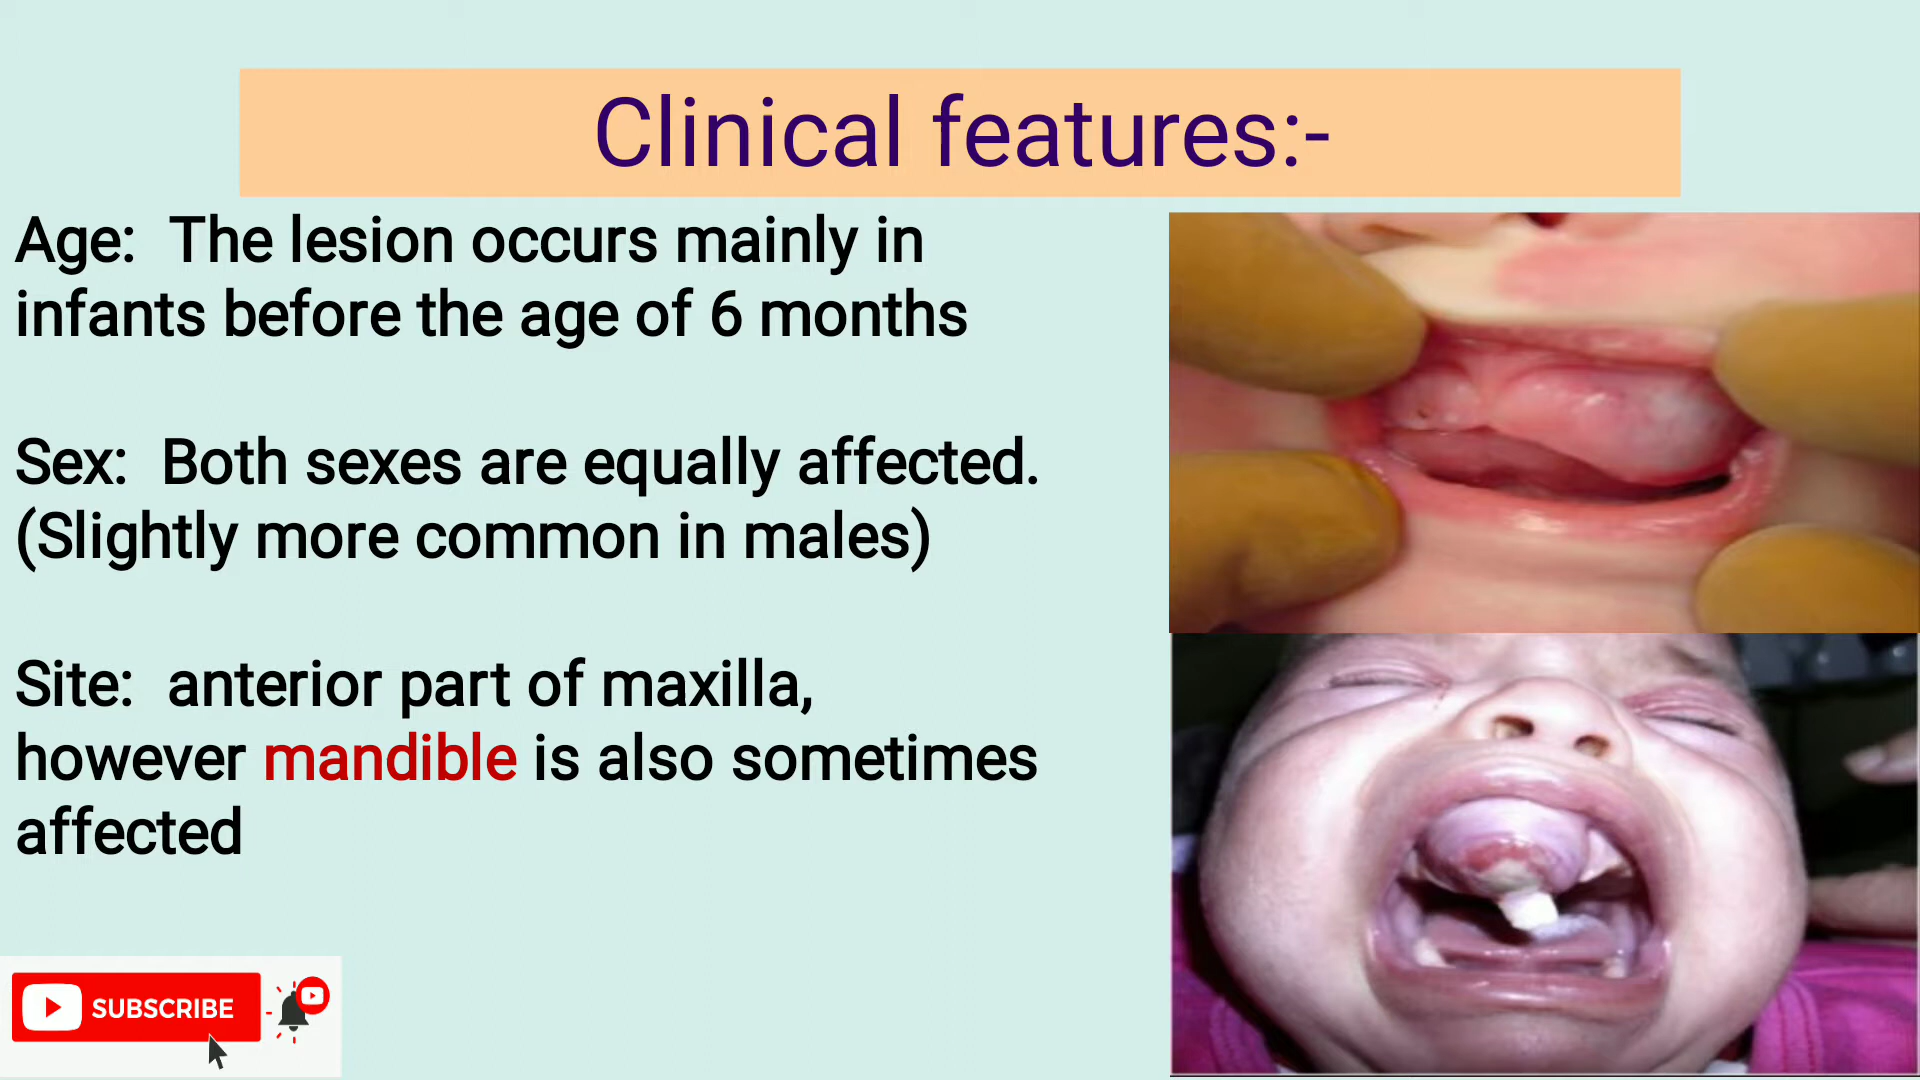 Clinical features:-
Age: The lesion occurs mainly in
infants before the age of 6 months
Sex: Both sexes are equally affected.
(Slightly more common in males)
Site: anterior part of maxilla,
however mandible is also sometimes
affected
SUBSCRIBE